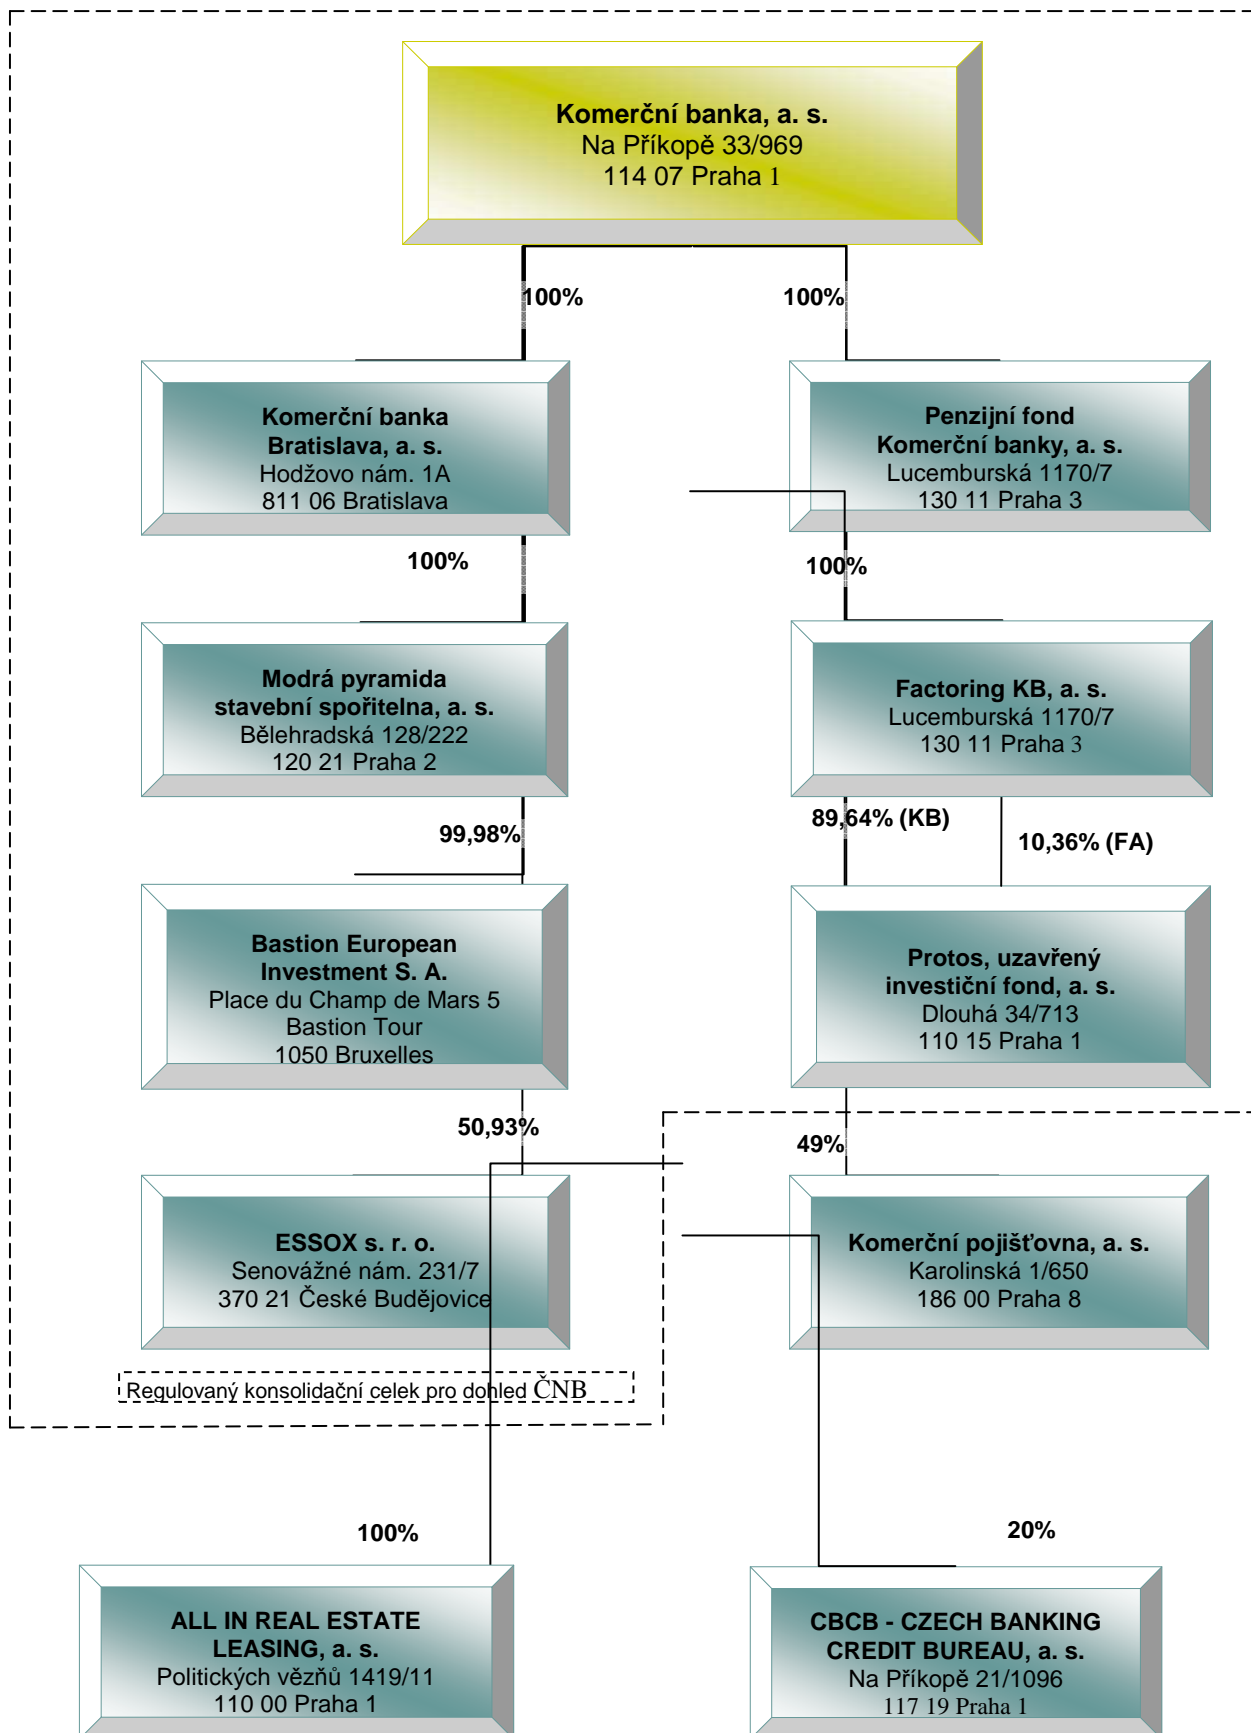 Komerční banka, a. s.
Na Příkopě 33/969
114 07 Praha 1
100%
100%
Komerční banka
Bratislava, a. s.
Hodžovo nám. 1A
811 06 Bratislava
Penzijní fond
Komerční banky, a. s.
Lucemburská 1170/7
130 11 Praha 3
100%
100%
Modrá pyramida
stavební spořitelna, a. s.
Bělehradská 128/222
120 21 Praha 2
Factoring KB, a. s.
Lucemburská 1170/7
130 11 Praha 3
99,98%
89,64% (KB)
10,36% (FA)
Bastion European
Investment S. A.
Place du Champ de Mars 5
Bastion Tour
1050 Bruxelles
Protos, uzavřený
investiční fond, a. s.
Dlouhá 34/713
110 15 Praha 1
50,93%
49%
ESSOX s. r. o.
Senovážné nám. 231/7
370 21 České Budějovice
Komerční pojišťovna, a. s.
Karolinská 1/650
186 00 Praha 8
Regulovaný konsolidační celek pro dohled ČNB
100%
20%
ALL IN REAL ESTATE
LEASING, a. s.
Politických vězňů 1419/11
110 00 Praha 1
CBCB - CZECH BANKING
CREDIT BUREAU, a. s.
Na Příkopě 21/1096
117 19 Praha 1